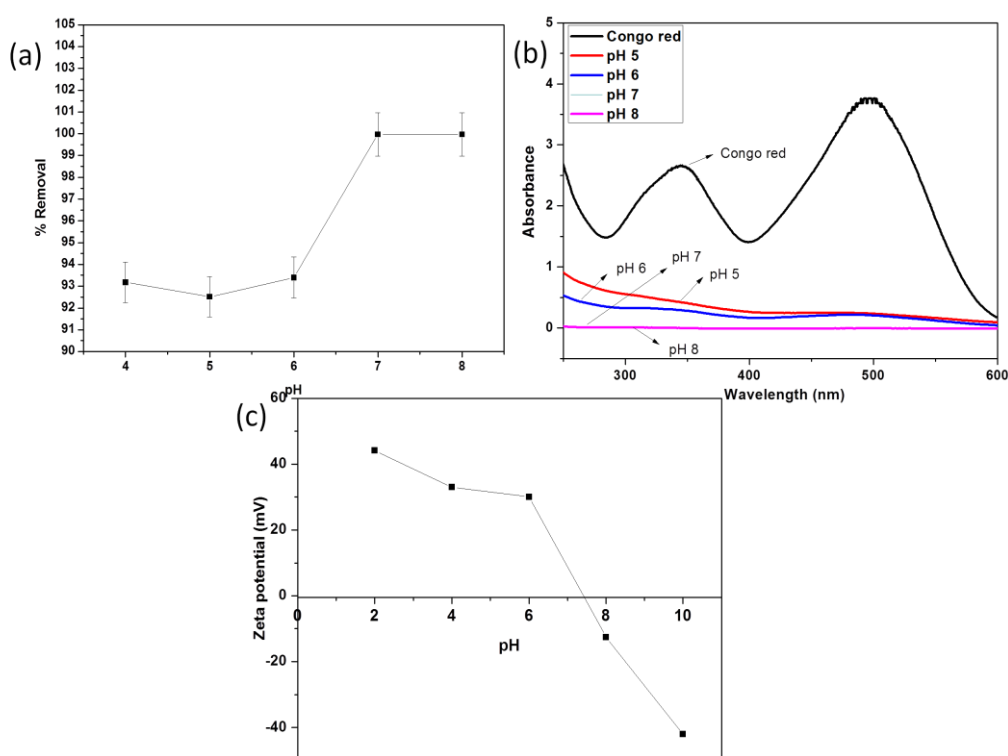 (a)
105
104
103
102
101
100
99
98
97
96
95
94
93
92
91
90
% Removal
4 5 6 7 8
pH
(b)
Congo red
pH 5
pH 6
pH 7
pH 8
5
4
3
2
1
0
Absorbance
Congo red
pH 7
pH 6
pH 5
pH 8
300 400 500 600
Wavelength (nm)
(c)
60
40
20
0
-20
-40
Zeta potential (mV)
0 2 4 6 8 10
pH